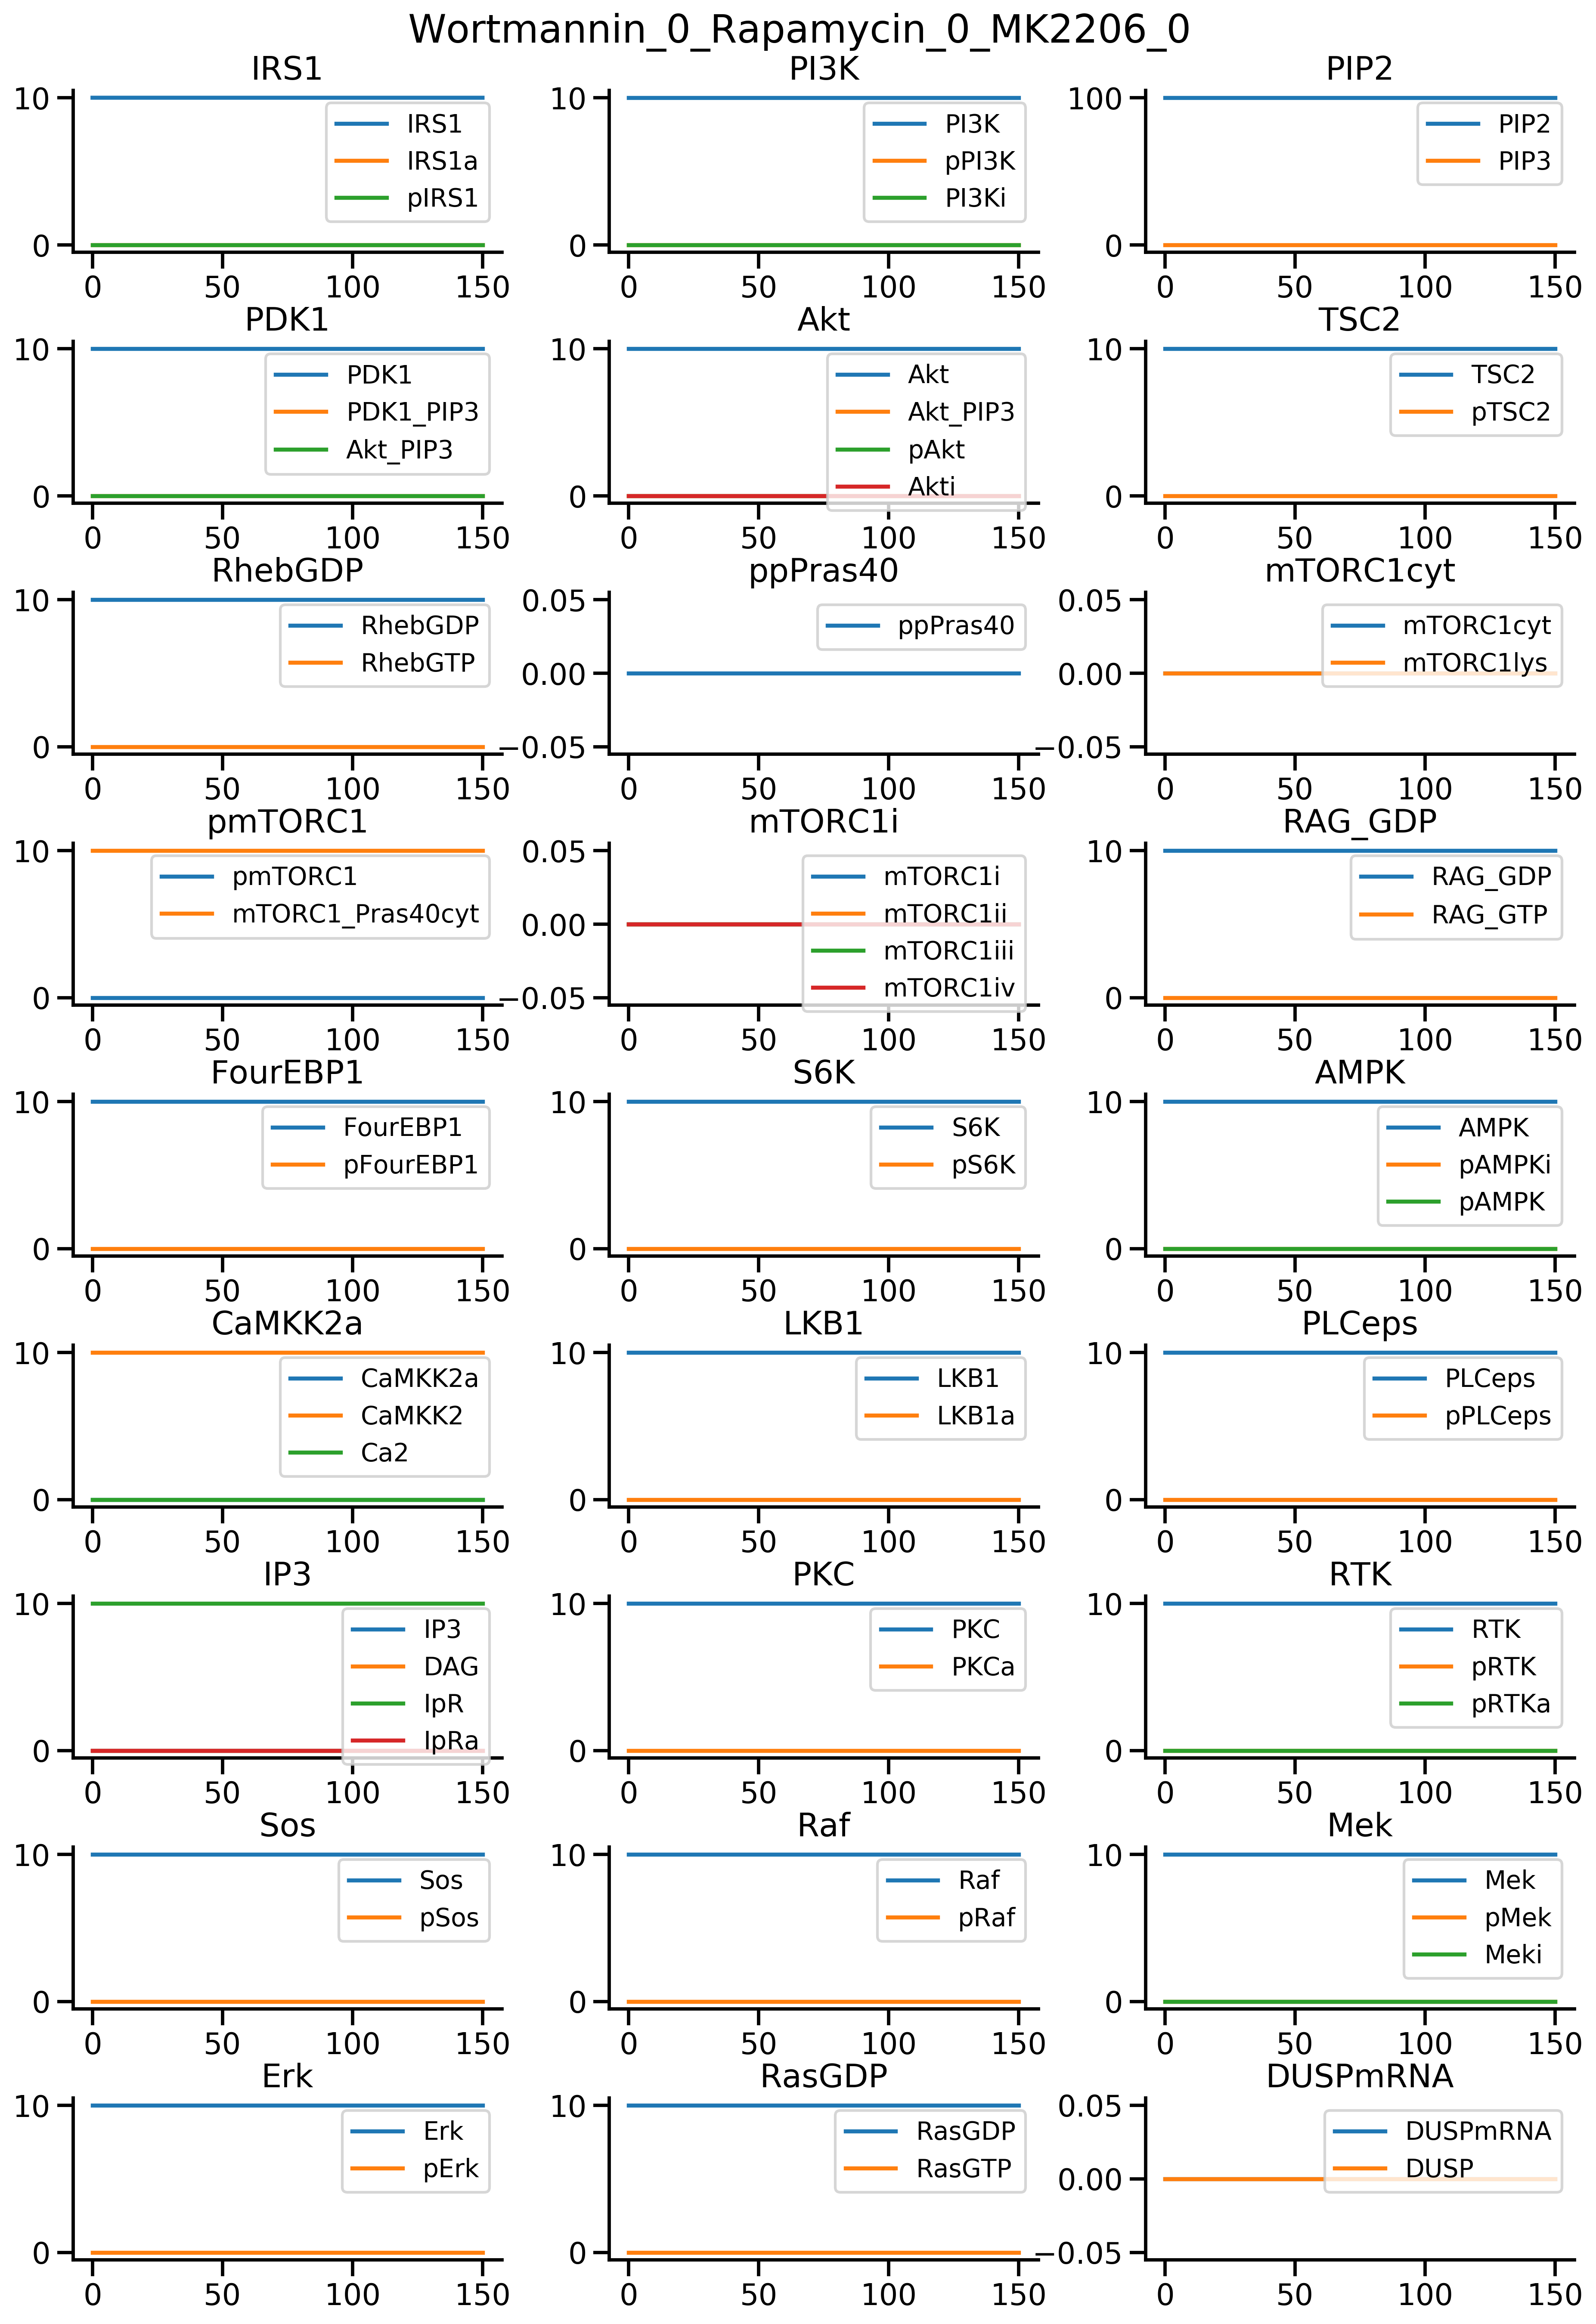 Wortmannin_0_Rapamycin_0_MK2206_0
IRS1
10
0
0 50 100 150
IRS1
IRS1a
pIRS1
PI3K
10
0
0 50 100 150
PI3K
pPI3K
PI3Ki
PIP2
100
0
0 50 100 150
PIP2
PIP3
PDK1
10
0
0 50 100 150
PDK1
PDK1_PIP3
Akt_PIP3
Akt
10
0
0 50 100 150
Akt
Akt_PIP3
pAkt
Akti
TSC2
10
0
0 50 100 150
TSC2
pTSC2
RhebGDP
10
0
0 50 100 150
RhebGDP
RhebGTP
ppPras40
0.05
0.00
−0.05
0 50 100 150
ppPras40
mTORC1cyt
0.05
0.00
−0.05
0 50 100 150
mTORC1cyt
mTORC1lys
pmTORC1
10
0
0 50 100 150
pmTORC1
mTORC1_Pras40cyt
mTORC1i
0.05
0.00
−0.05
0 50 100 150
mTORC1i
mTORC1ii
mTORC1iii
mTORC1iv
RAG_GDP
10
0
0 50 100 150
RAG_GDP
RAG_GTP
FourEBP1
10
0
0 50 100 150
FourEBP1
pFourEBP1
S6K
10
0
0 50 100 150
S6K
pS6K
AMPK
10
0
0 50 100 150
AMPK
pAMPKi
pAMPK
CaMKK2a
10
0
0 50 100 150
CaMKK2a
CaMKK2
Ca2
LKB1
10
0
0 50 100 150
LKB1
LKB1a
PLCeps
10
0
0 50 100 150
PLCeps
pPLCeps
IP3
10
0
0 50 100 150
IP3
DAG
IpR
IpRa
PKC
10
0
0 50 100 150
PKC
PKCa
RTK
10
0
0 50 100 150
RTK
pRTK
pRTKa
Sos
10
0
0 50 100 150
Sos
pSos
Raf
10
0
0 50 100 150
Raf
pRaf
Mek
10
0
0 50 100 150
Mek
pMek
Meki
Erk
10
0
0 50 100 150
Erk
pErk
RasGDP
10
0
0 50 100 150
RasGDP
RasGTP
DUSPmRNA
0.05
0.00
−0.05
0 50 100 150
DUSPmRNA
DUSP